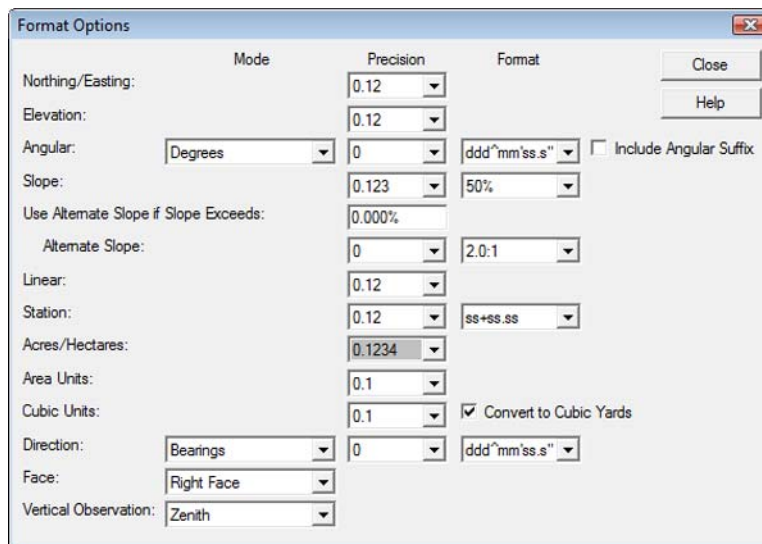 Format Options
Mode Precision Format
Close
Northing/Easting: 0.12
Help
Elevation: 0.12
Angular: Degrees 0 ddd^mm'ss.s" Include Angular Suffix
Slope: 0.123 50%
Use Alternate Slope if Slope Exceeds: 0.000%
Alternate Slope: 0 2.0:1
Linear: 0.12
Station: 0.12 ss+ss.ss
Acres/Hectares: 0.1234
Area Units: 0.1
Cubic Units: 0.1 Convert to Cubic Yards
Direction: Bearings 0 ddd^mm'ss.s"
Face: Right Face
Vertical Observation: Zenith